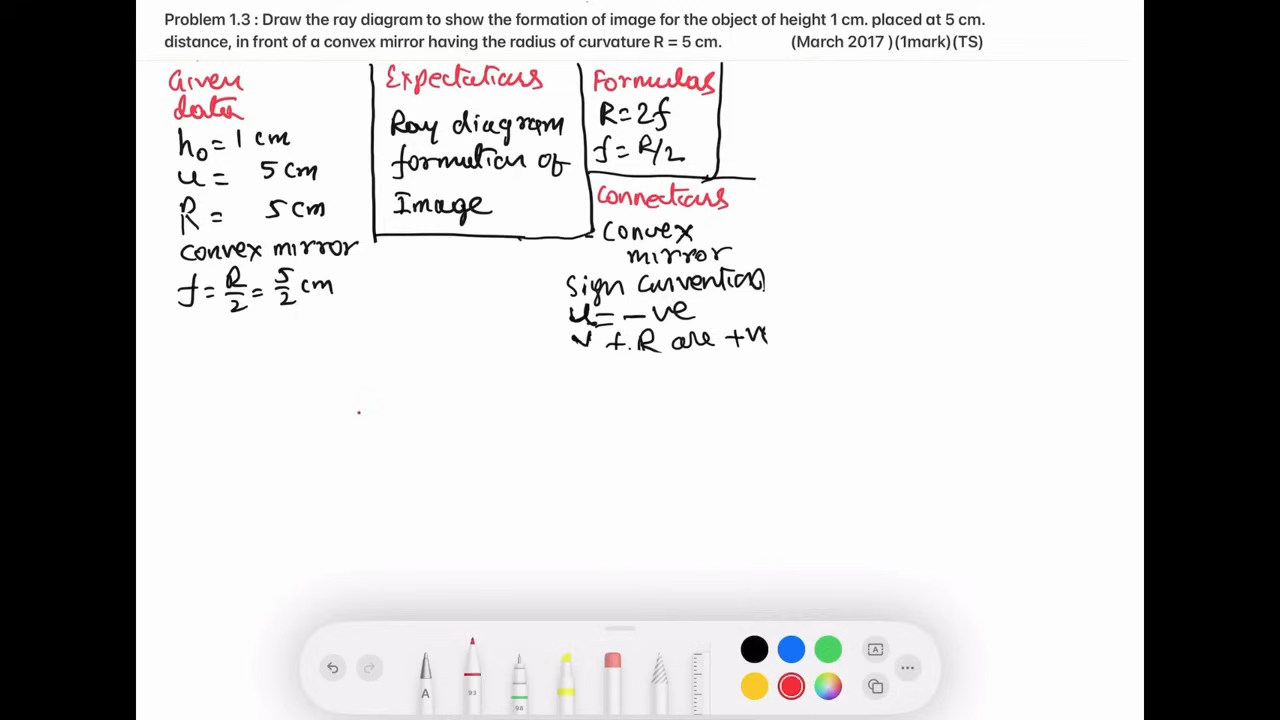 Problem 1.3 : Draw the ray diagram to show the formation of image for the object of height 1 cm. placed at 5 cm.
distance, in front of a convex mirror having the radius of curvature R = 5 cm. (March 2017 )(1mark)(TS)
Given
data
h₀ = 1 cm
u = 5 cm
R = 5 cm
convex mirror
f = R/2 = 5/2 cm
Expectations
Ray diagram
formation of
Image
Formulas
R = 2f
f = R/2
Connections
- Convex
mirror
Sign convention
u = -ve
v f. R are +ve
A
93
98
A